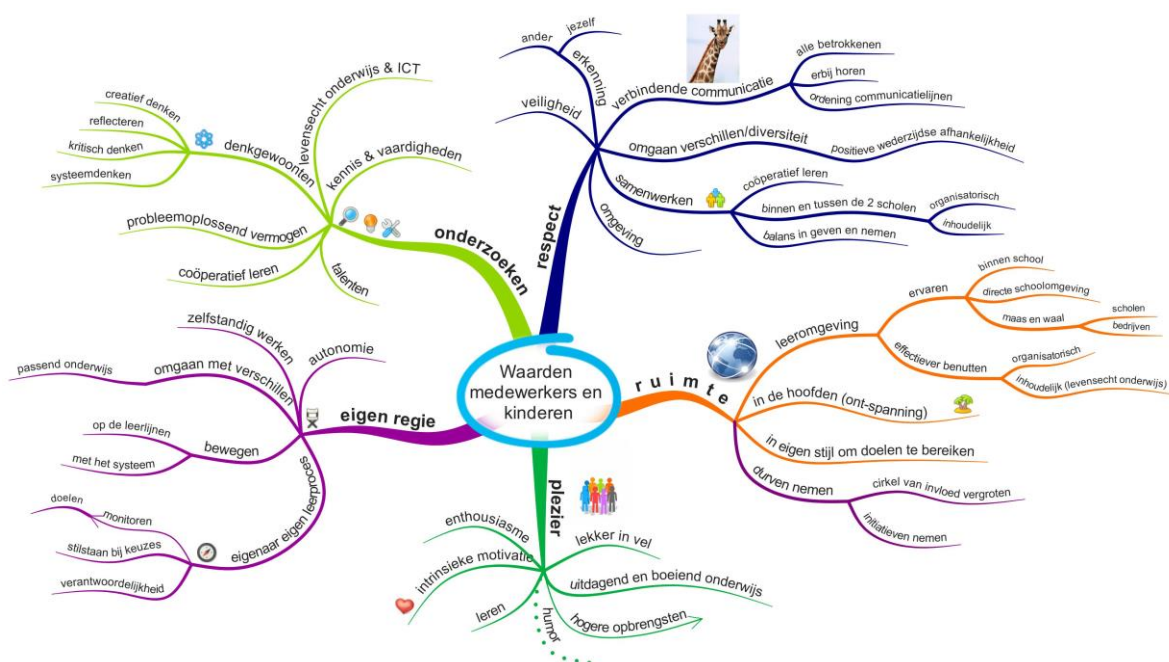 Waarden
medewerkers en
kinderen
respect
erkenning
ander
jezelf
veiligheid
verbindende communicatie
alle betrokkenen
erbij horen
ordening communicatielijnen
omgaan verschillen/diversiteit
positieve wederzijdse afhankelijkheid
samenwerken
coöperatief leren
binnen en tussen de 2 scholen
organisatorisch
inhoudelijk
balans in geven en nemen
omgeving
ruimte
leeromgeving
ervaren
binnen school
directe schoolomgeving
maas en waal
scholen
bedrijven
effectiever benutten
organisatorisch
inhoudelijk (levensecht onderwijs)
in de hoofden (ont-spanning)
in eigen stijl om doelen te bereiken
durven nemen
cirkel van invloed vergroten
initiatieven nemen
plezier
enthousiasme
intrinsieke motivatie
leren
humor
lekker in vel
uitdagend en boeiend onderwijs
hogere opbrengsten
eigen regie
autonomie
zelfstandig werken
omgaan met verschillen
passend onderwijs
bewegen
op de leerlijnen
met het systeem
eigenaar eigen leerproces
monitoren
doelen
stilstaan bij keuzes
verantwoordelijkheid
onderzoeken
levensecht onderwijs & ICT
kennis & vaardigheden
denkgewoonten
creatief denken
reflecteren
kritisch denken
systeemdenken
probleemoplossend vermogen
coöperatief leren
talenten